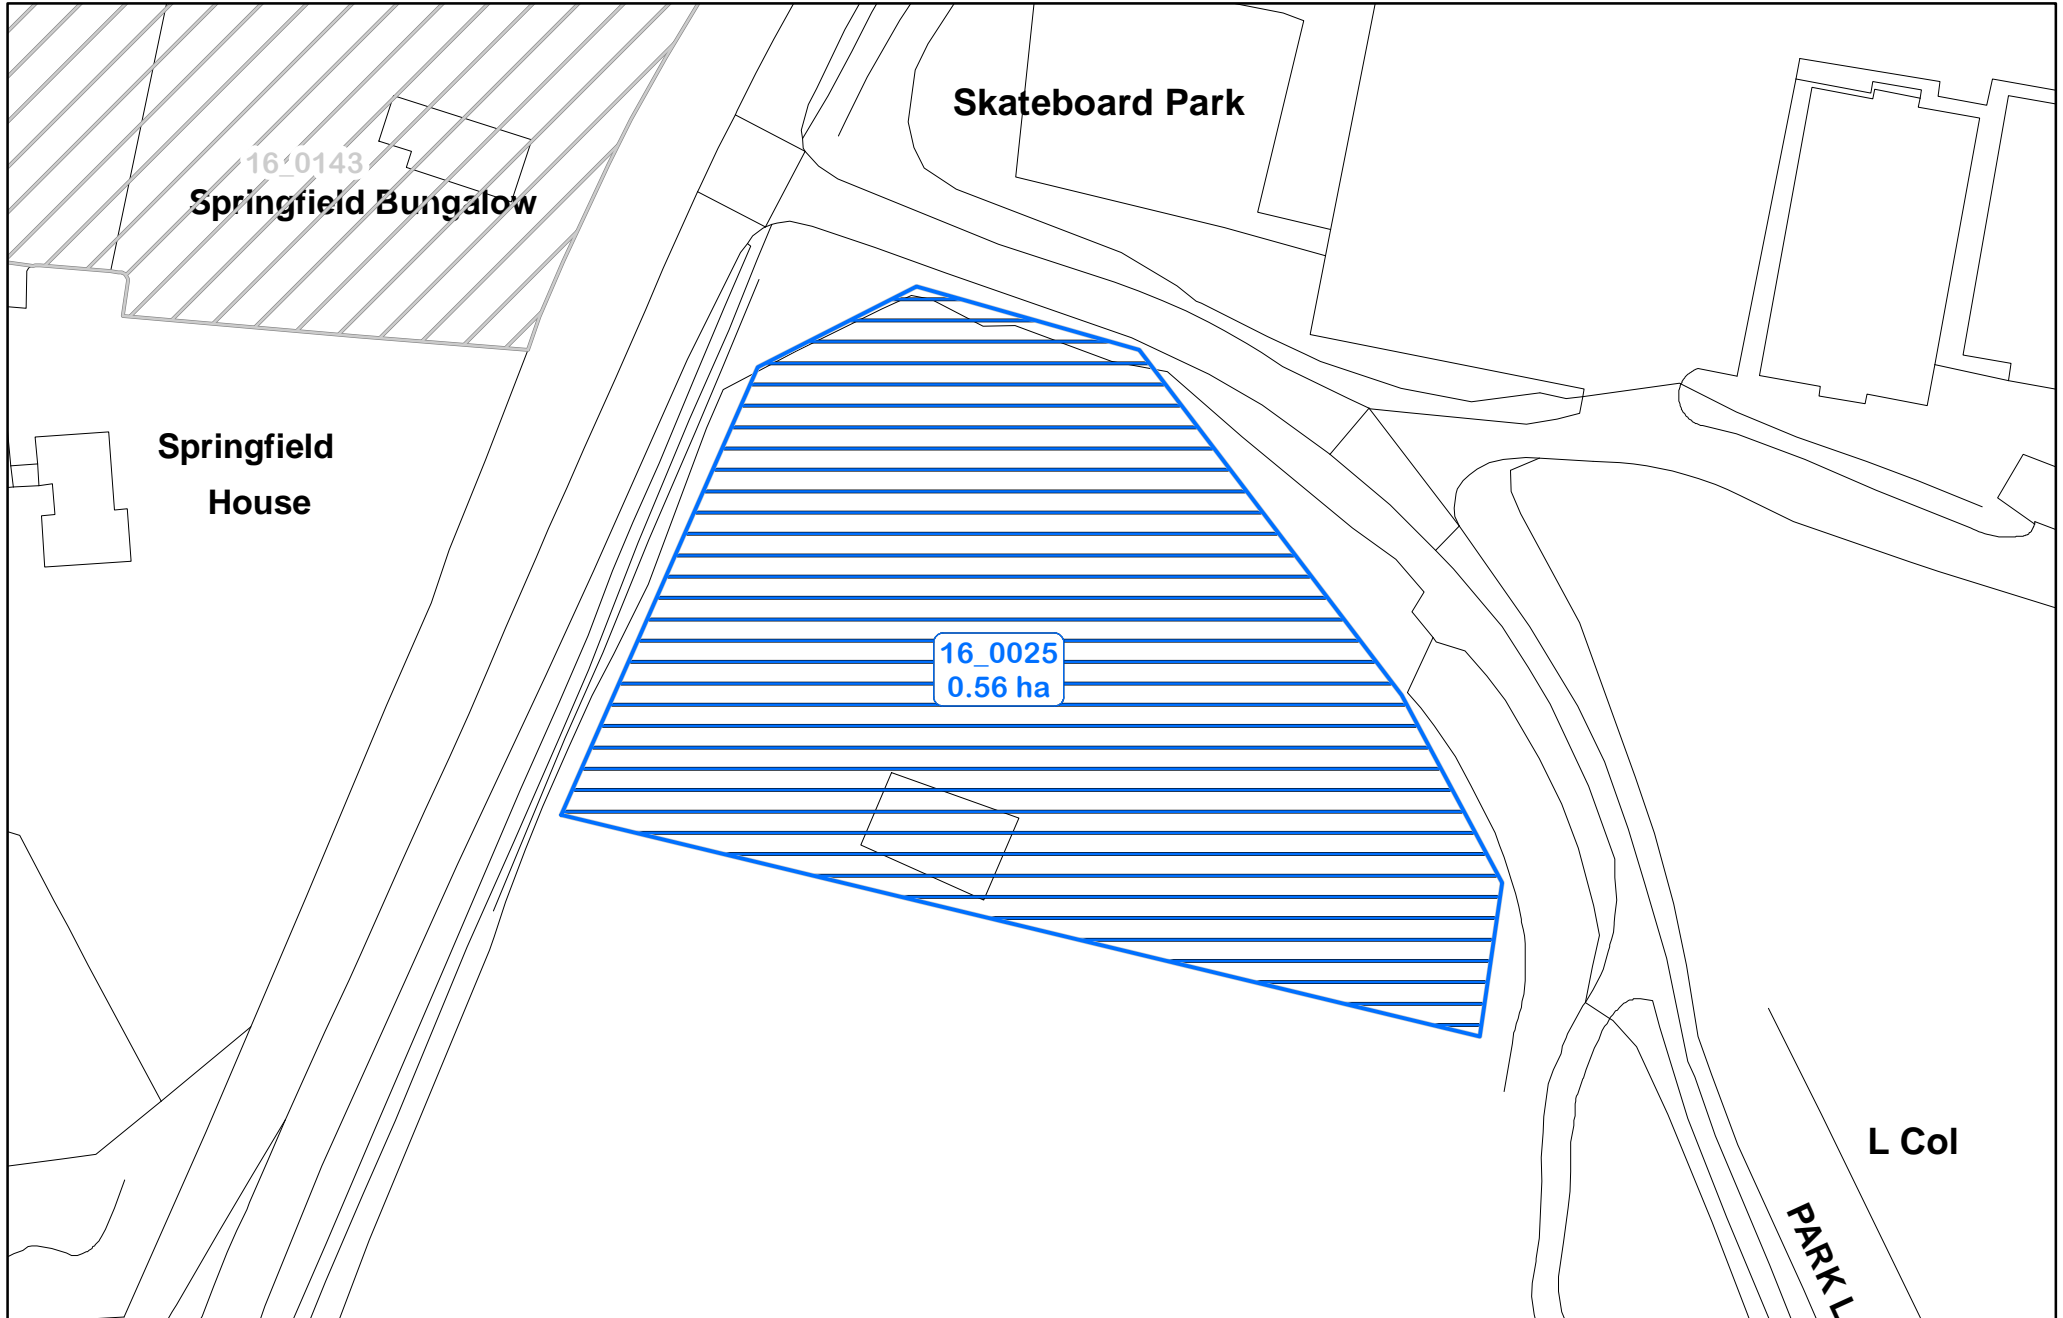 Skateboard Park
16_0143
Springfield Bungalow
Springfield
House
16_0025
0.56 ha
L Col
PARK L